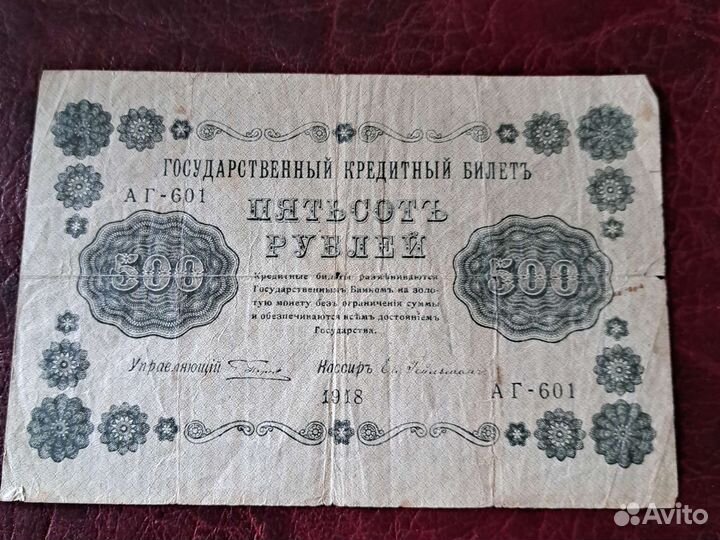 ГОСУДАРСТВЕННЫЙ КРЕДИТНЫЙ БИЛЕТЪ
АГ-601
ПЯТЬСОТЪ
РУБЛЕЙ
500
500
Кредитные билеты размѣниваются
Государственнымъ Банкомъ на золо-
тую монету безъ ограниченія суммы
и обезпечиваются всѣмъ достояніемъ
Государства.
Управляющій
Кассиръ
1918
АГ-601
Avito